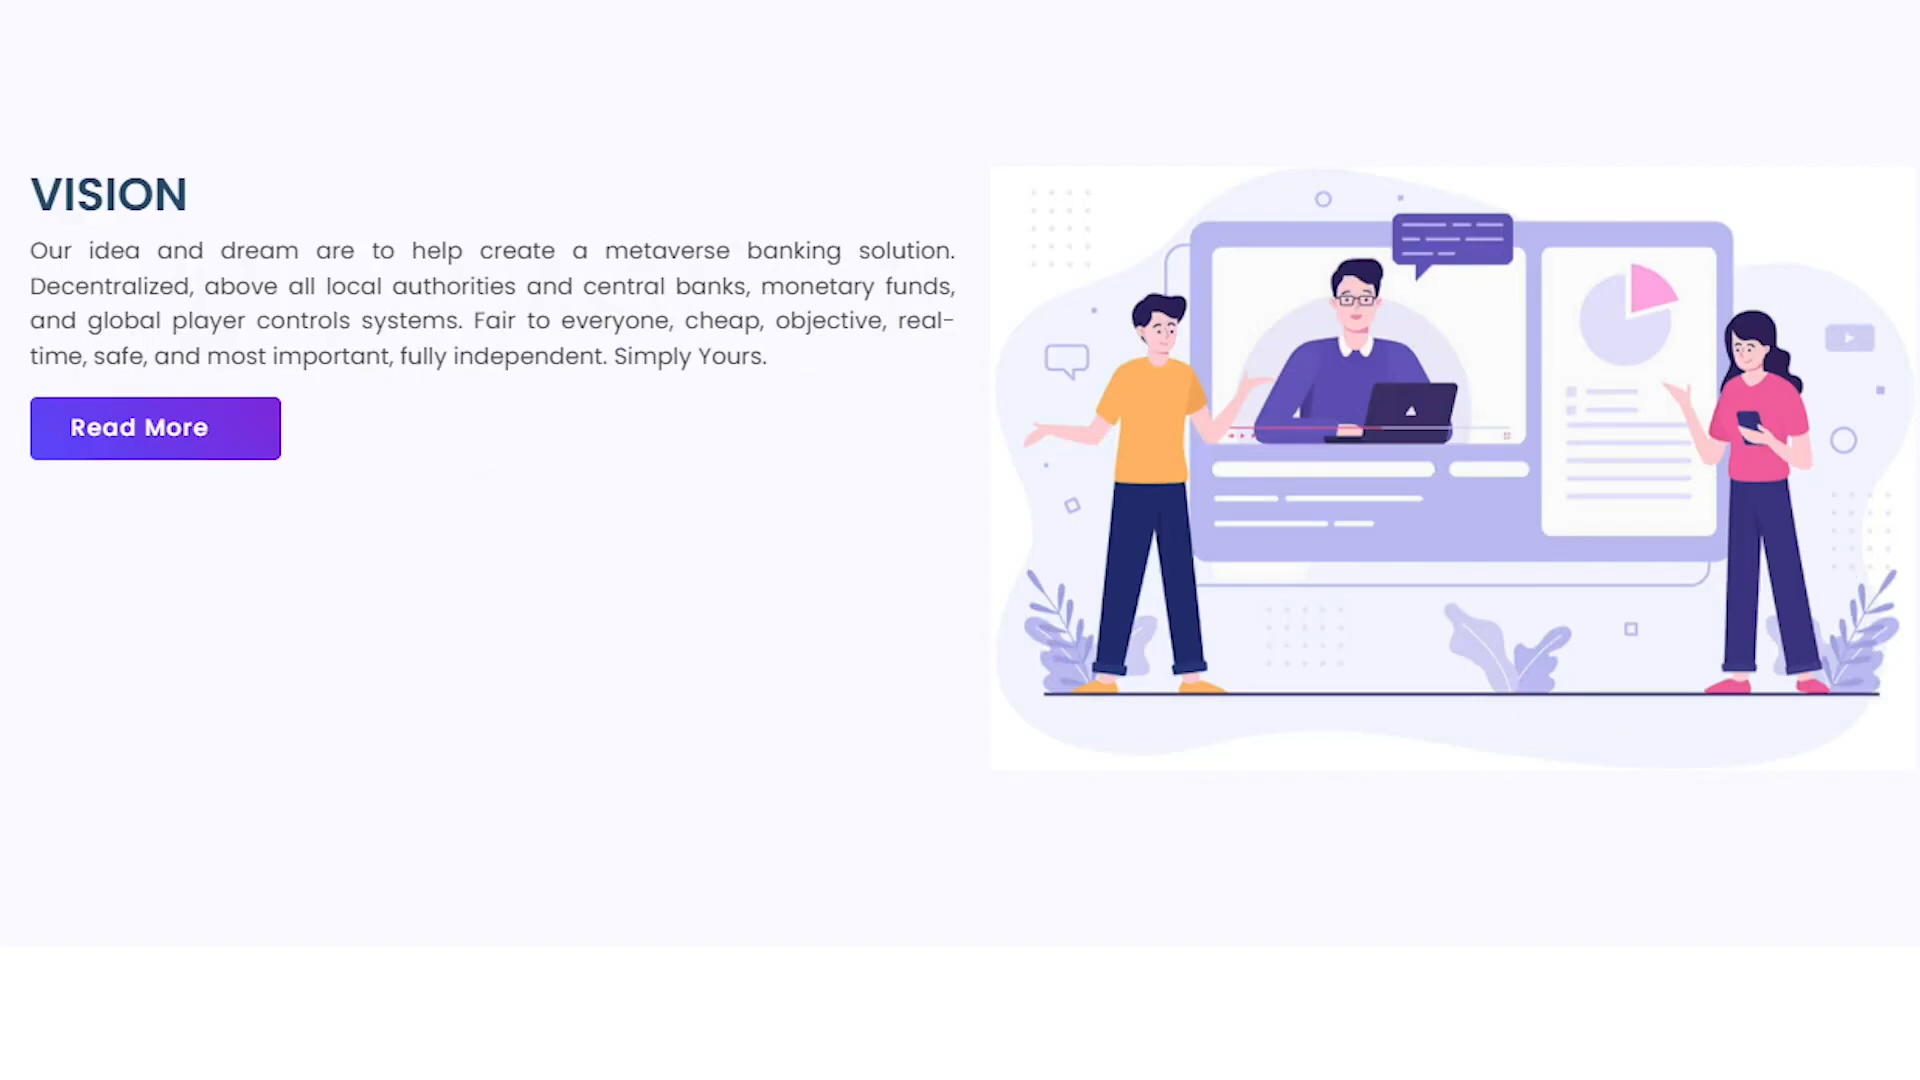 VISION
Our idea and dream are to help create a metaverse banking solution.
Decentralized, above all local authorities and central banks, monetary funds,
and global player controls systems. Fair to everyone, cheap, objective, real-
time, safe, and most important, fully independent. Simply Yours.
Read More